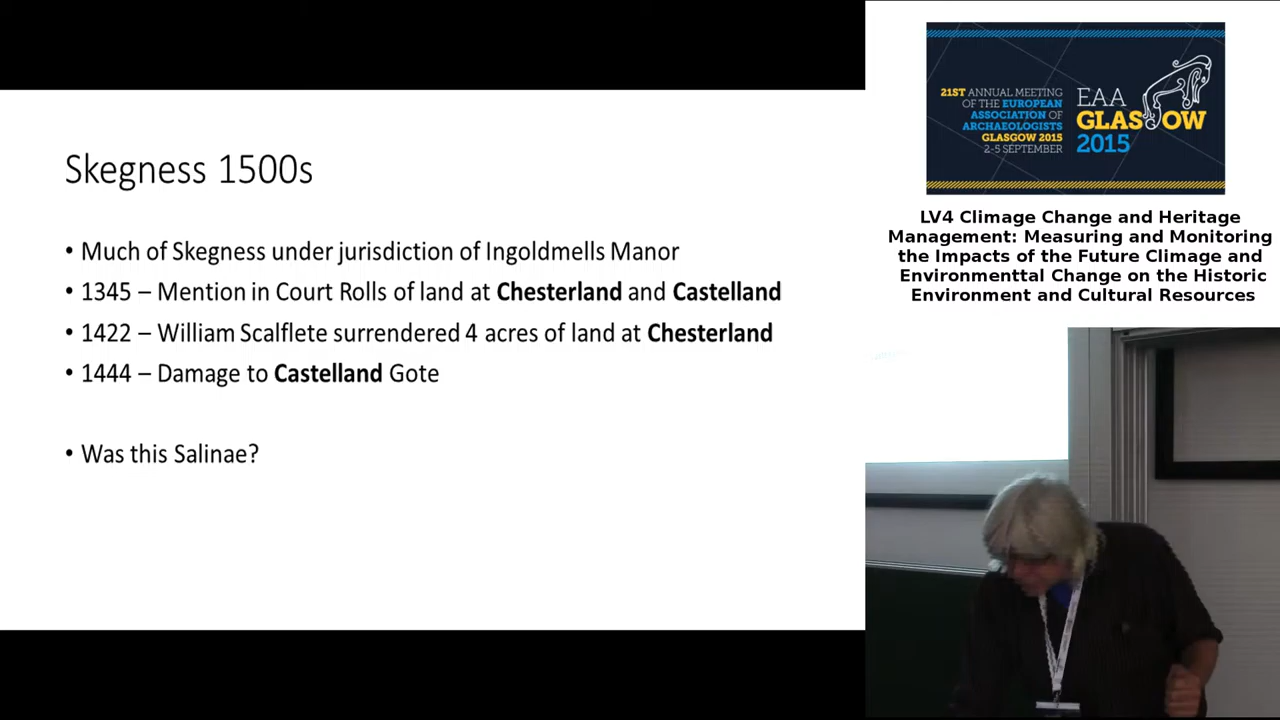 Skegness 1500s
• Much of Skegness under jurisdiction of Ingoldmells Manor
• 1345 – Mention in Court Rolls of land at Chesterland and Castelland
• 1422 – William Scalflete surrendered 4 acres of land at Chesterland
• 1444 – Damage to Castelland Gote
• Was this Salinae?
21ST ANNUAL MEETING
OF THE EUROPEAN
ASSOCIATION OF
ARCHAEOLOGISTS
GLASGOW 2015
2-5 SEPTEMBER
EAA
GLASGOW
2015
LV4 Climage Change and Heritage
Management: Measuring and Monitoring
the Impacts of the Future Climage and
Environmenttal Change on the Historic
Environment and Cultural Resources